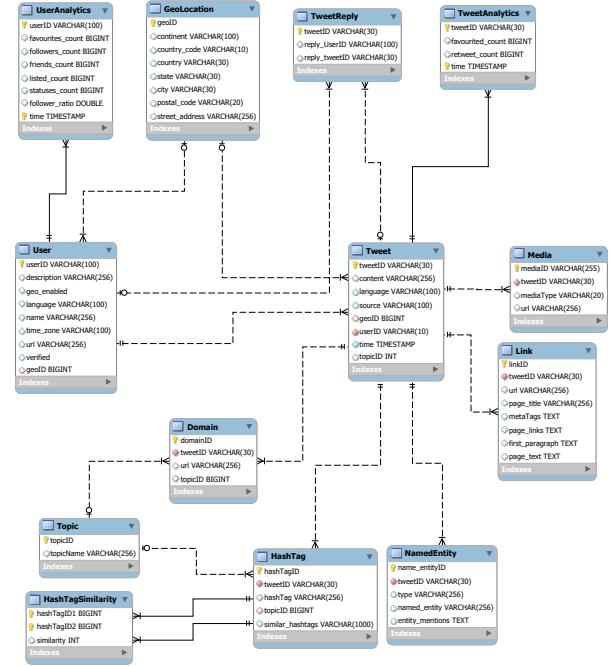 UserAnalytics
userID VARCHAR(100)
favourites_count BIGINT
followers_count BIGINT
friends_count BIGINT
listed_count BIGINT
statuses_count BIGINT
follower_ratio DOUBLE
time TIMESTAMP
Indexes
GeoLocation
geoID
continent VARCHAR(100)
country_code VARCHAR(10)
country VARCHAR(30)
state VARCHAR(30)
city VARCHAR(30)
postal_code VARCHAR(20)
street_address VARCHAR(256)
Indexes
TweetReply
tweetID VARCHAR(30)
reply_UserID VARCHAR(100)
reply_tweetID VARCHAR(30)
Indexes
TweetAnalytics
tweetID VARCHAR(30)
favourited_count BIGINT
retweet_count BIGINT
time TIMESTAMP
Indexes
User
userID VARCHAR(100)
description VARCHAR(256)
geo_enabled
language VARCHAR(100)
name VARCHAR(256)
time_zone VARCHAR(100)
url VARCHAR(256)
verified
geoID BIGINT
Indexes
Tweet
tweetID VARCHAR(30)
content VARCHAR(256)
language VARCHAR(100)
source VARCHAR(100)
geoID BIGINT
userID VARCHAR(10)
time TIMESTAMP
topicID INT
Indexes
Media
mediaID VARCHAR(255)
tweetID VARCHAR(30)
mediaType VARCHAR(20)
url VARCHAR(256)
Indexes
Link
linkID
tweetID VARCHAR(30)
url VARCHAR(256)
page_title VARCHAR(256)
metaTags TEXT
page_links TEXT
first_paragraph TEXT
page_text TEXT
Indexes
Domain
domainID
tweetID VARCHAR(30)
url VARCHAR(256)
topicID BIGINT
Indexes
Topic
topicID
topicName VARCHAR(256)
Indexes
HashTag
hashTagID
tweetID VARCHAR(30)
hashTag VARCHAR(256)
topicID BIGINT
similar_hashtags VARCHAR(1000)
Indexes
NamedEntity
name_entityID
tweetID VARCHAR(30)
type VARCHAR(256)
named_entity VARCHAR(256)
entity_mentions TEXT
Indexes
HashTagSimilarity
hashTagID1 BIGINT
hashTagID2 BIGINT
similarity INT
Indexes